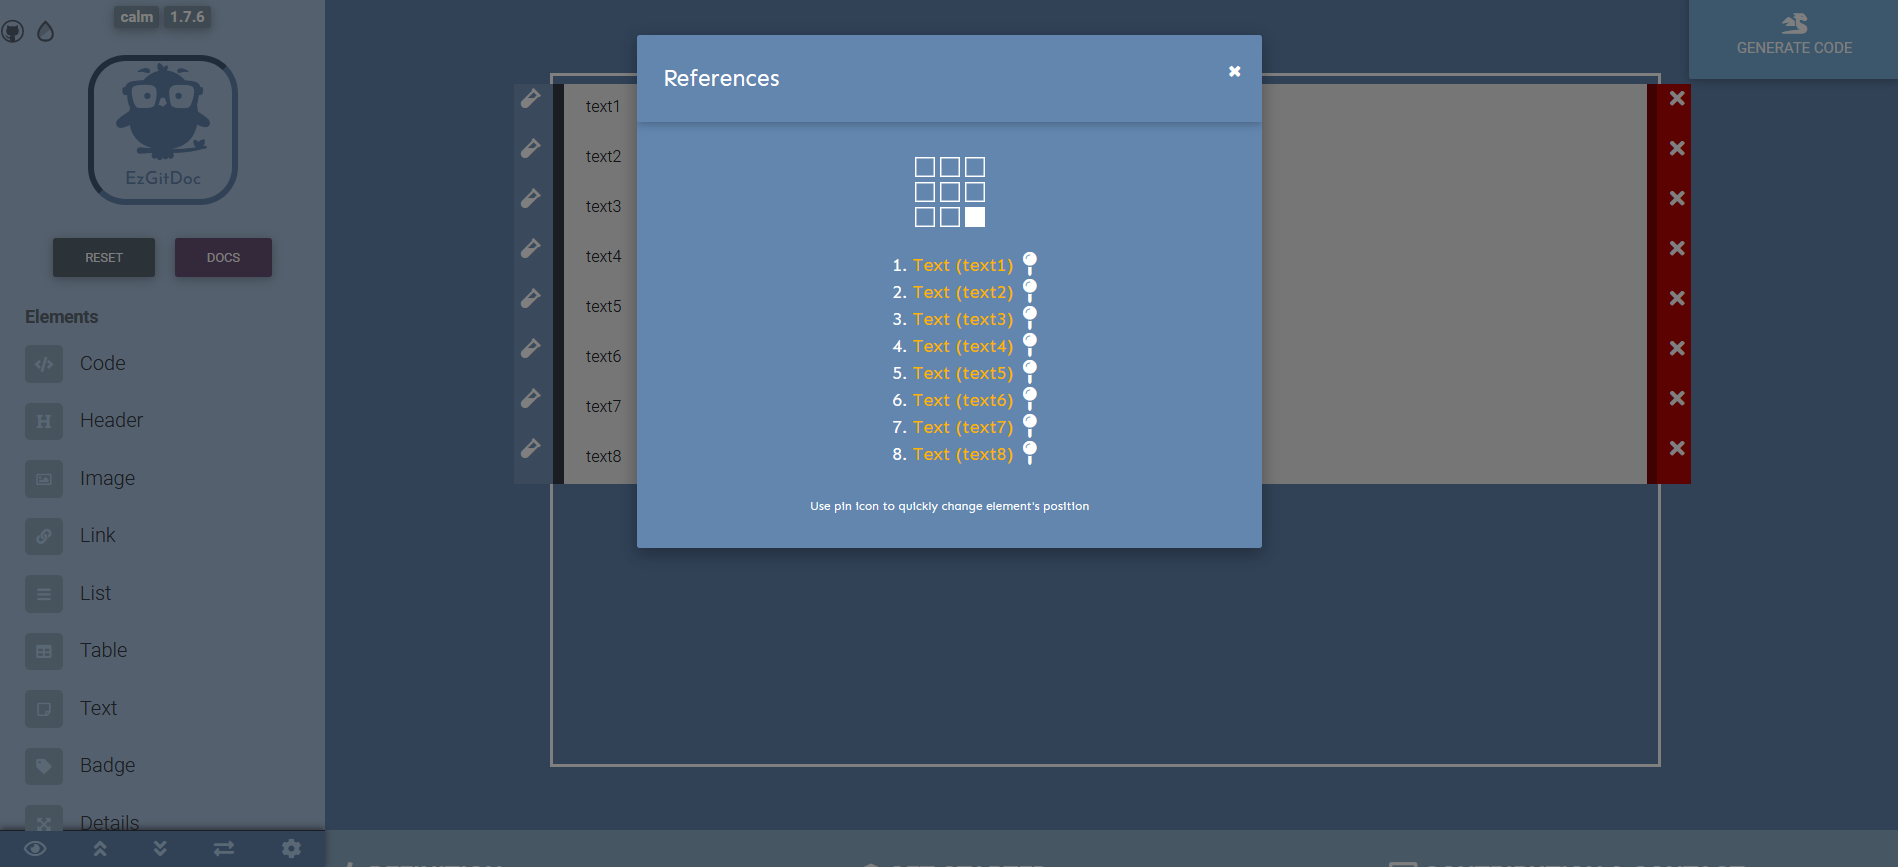 calm 1.7.6
EzGitDoc
RESET DOCS
Elements
Code
Header
Image
Link
List
Table
Text
Badge
Details
GENERATE CODE
text1
text2
text3
text4
text5
text6
text7
text8
References
1. Text (text1)
2. Text (text2)
3. Text (text3)
4. Text (text4)
5. Text (text5)
6. Text (text6)
7. Text (text7)
8. Text (text8)
Use pin icon to quickly change element's position